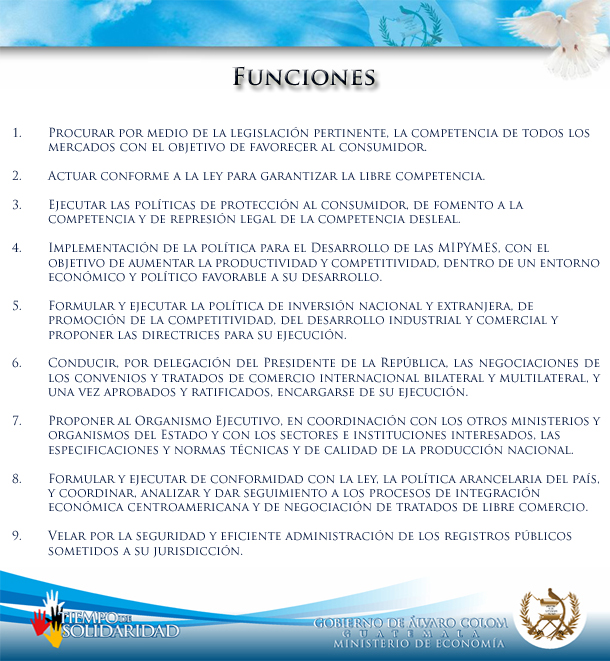 Funciones
1. Procurar por medio de la legislación pertinente, la competencia de todos los
mercados con el objetivo de favorecer al consumidor.
2. Actuar conforme a la ley para garantizar la libre competencia.
3. Ejecutar las políticas de protección al consumidor, de fomento a la
competencia y de represión legal de la competencia desleal.
4. Implementación de la política para el Desarrollo de las MIPYMES, con el
objetivo de aumentar la productividad y competitividad, dentro de un entorno
económico y político favorable a su desarrollo.
5. Formular y ejecutar la política de inversión nacional y extranjera, de
promoción de la competitividad, del desarrollo industrial y comercial y
proponer las directrices para su ejecución.
6. Conducir, por delegación del Presidente de la República, las negociaciones de
los convenios y tratados de comercio internacional bilateral y multilateral, y
una vez aprobados y ratificados, encargarse de su ejecución.
7. Proponer al Organismo Ejecutivo, en coordinación con los otros ministerios y
organismos del Estado y con los sectores e instituciones interesados, las
especificaciones y normas técnicas y de calidad de la producción nacional.
8. Formular y ejecutar de conformidad con la ley, la política arancelaria del país,
y coordinar, analizar y dar seguimiento a los procesos de integración
económica centroamericana y de negociación de tratados de libre comercio.
9. Velar por la seguridad y eficiente administración de los registros públicos
sometidos a su jurisdicción.
TIEMPO DE
SOLIDARIDAD
GOBIERNO DE ÁLVARO COLOM
GUATEMALA
MINISTERIO DE ECONOMÍA